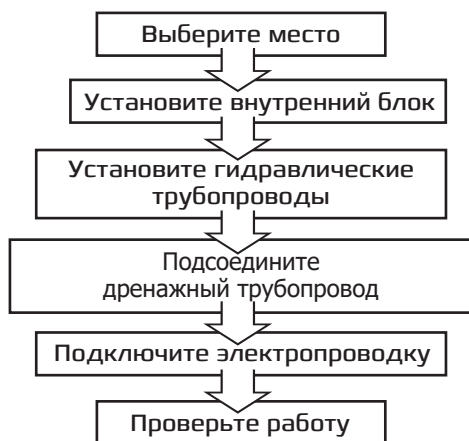 Выберите место
Установите внутренний блок
Установите гидравлические
трубопроводы
Подсоедините
дренажный трубопровод
Подключите электропроводку
Проверьте работу